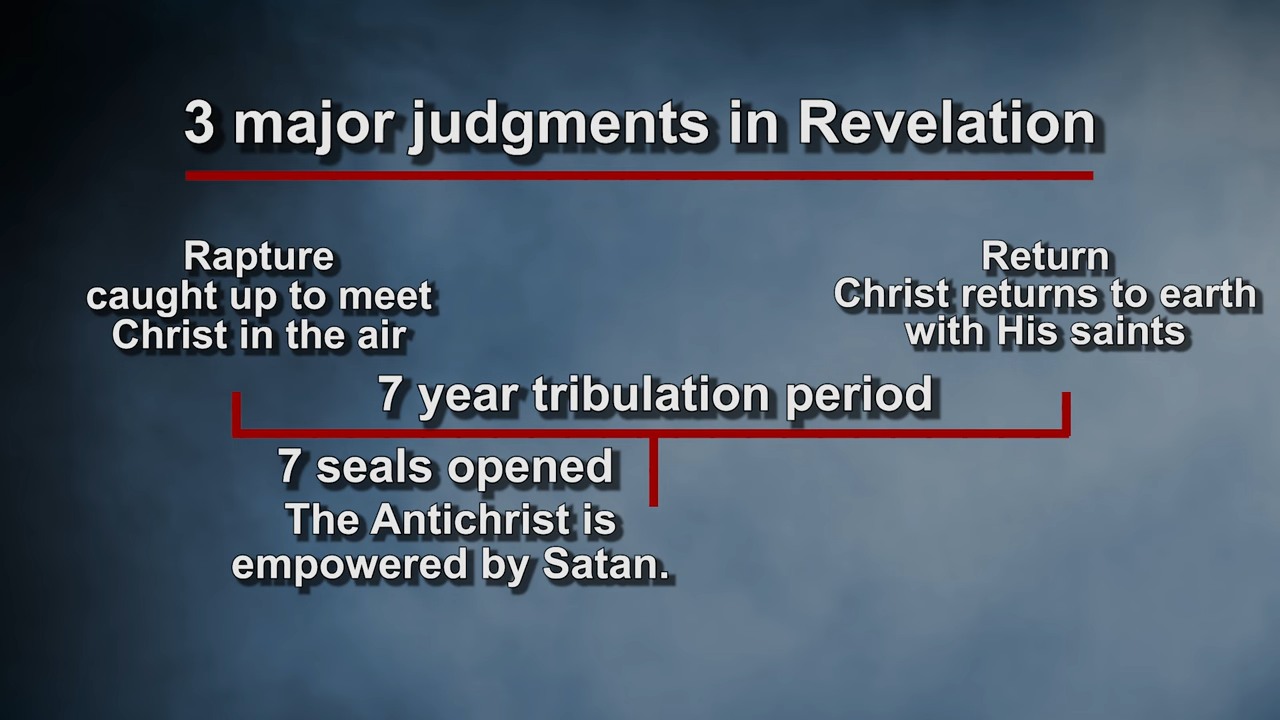 3 major judgments in Revelation
Rapture
caught up to meet
Christ in the air
Return
Christ returns to earth
with His saints
7 year tribulation period
7 seals opened
The Antichrist is
empowered by Satan.